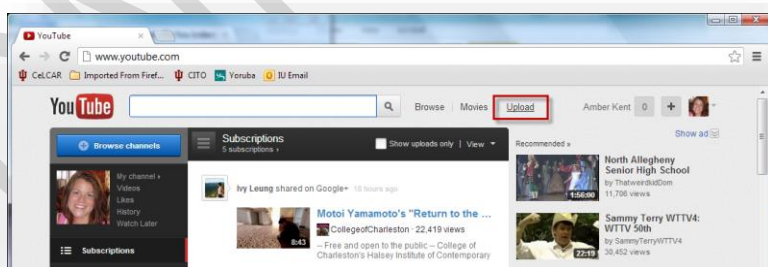 YouTube
www.youtube.com
CeLCAR Imported From Firef... CITO Yoruba IU Email
YouTube Browse Movies Upload Amber Kent 0 +
Show ad
Browse channels
Subscriptions
5 subscriptions ›
Show uploads only | View
Recommended »
My channel ›
Videos
Likes
History
Watch Later
Subscriptions
Ivy Leung shared on Google+ 18 hours ago
Motoi Yamamoto's "Return to the ...
CollegeofCharleston · 22,419 views
8:43
-- Free and open to the public -- College of
Charleston's Halsey Institute of Contemporary
North Allegheny
Senior High School
by ThatweirdkidDom
11,706 views
1:56:00
Sammy Terry WTTV4:
WTTV 50th
by SammyTerryWTTV4
30,452 views
22:19